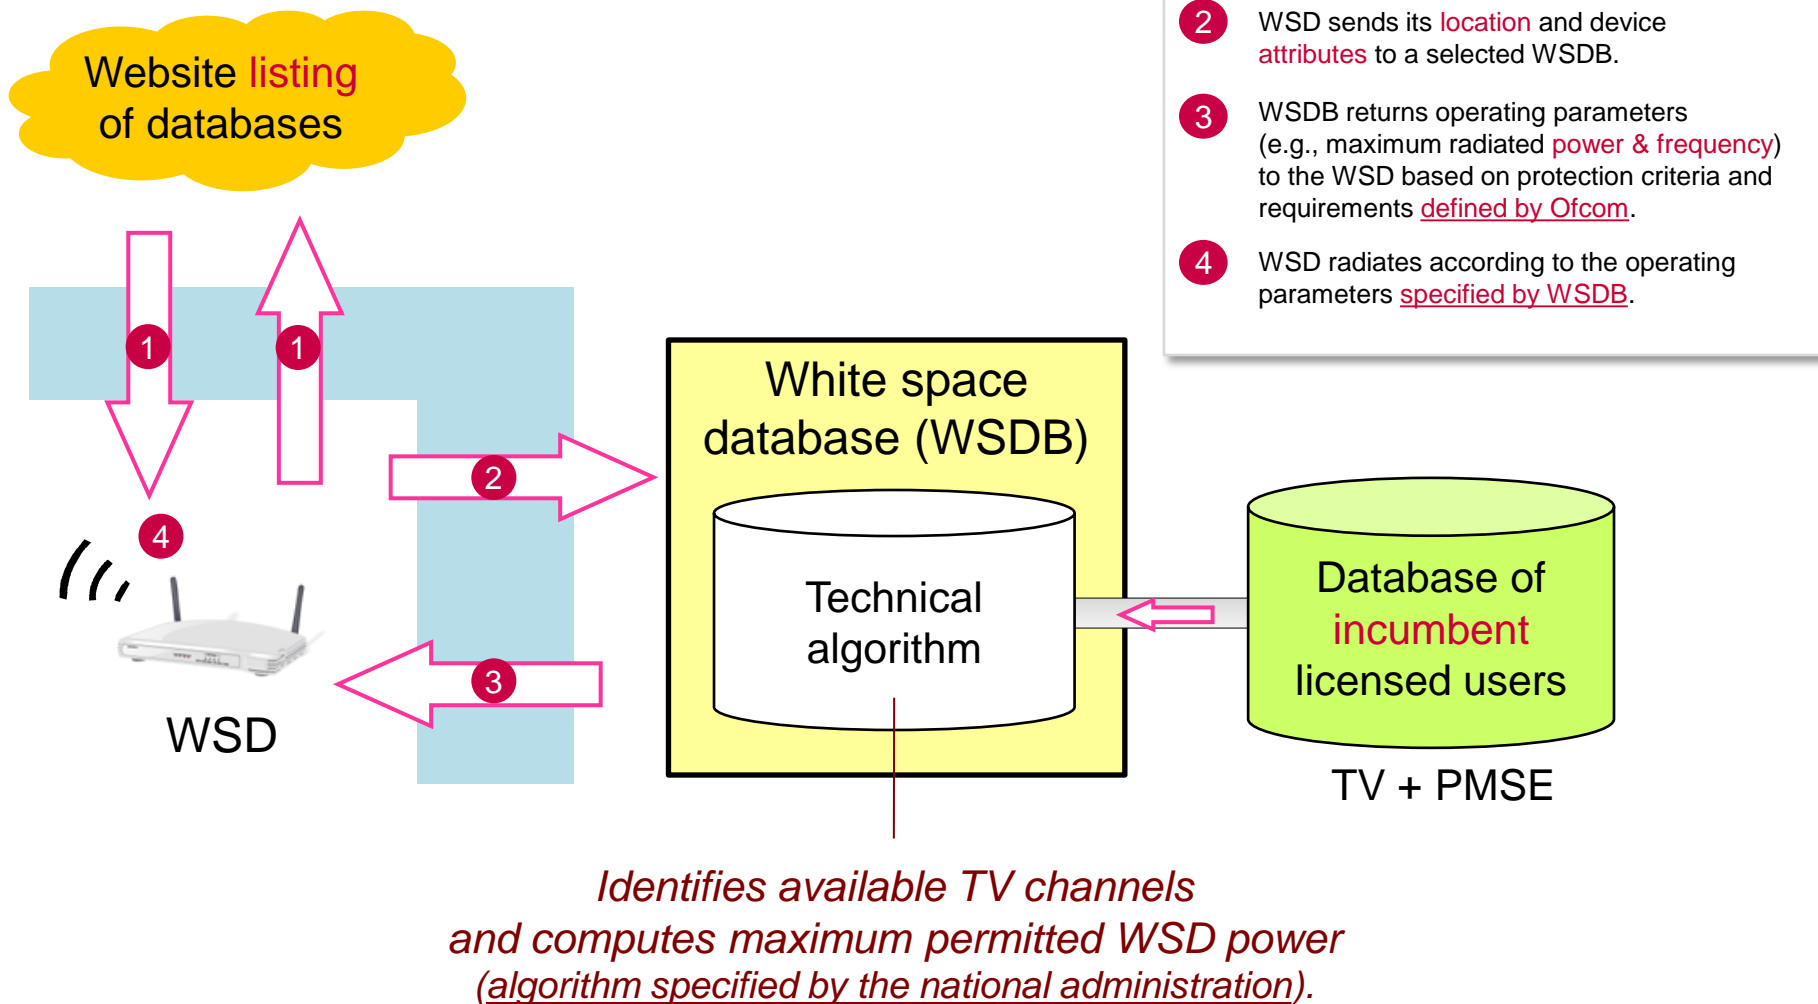 Website listing
of databases
2
WSD sends its location and device
attributes to a selected WSDB.
3
WSDB returns operating parameters
(e.g., maximum radiated power & frequency)
to the WSD based on protection criteria and
requirements defined by Ofcom.
4
WSD radiates according to the operating
parameters specified by WSDB.
1
1
2
4
3
WSD
White space
database (WSDB)
Technical
algorithm
Database of
incumbent
licensed users
TV + PMSE
Identifies available TV channels
and computes maximum permitted WSD power
(algorithm specified by the national administration).